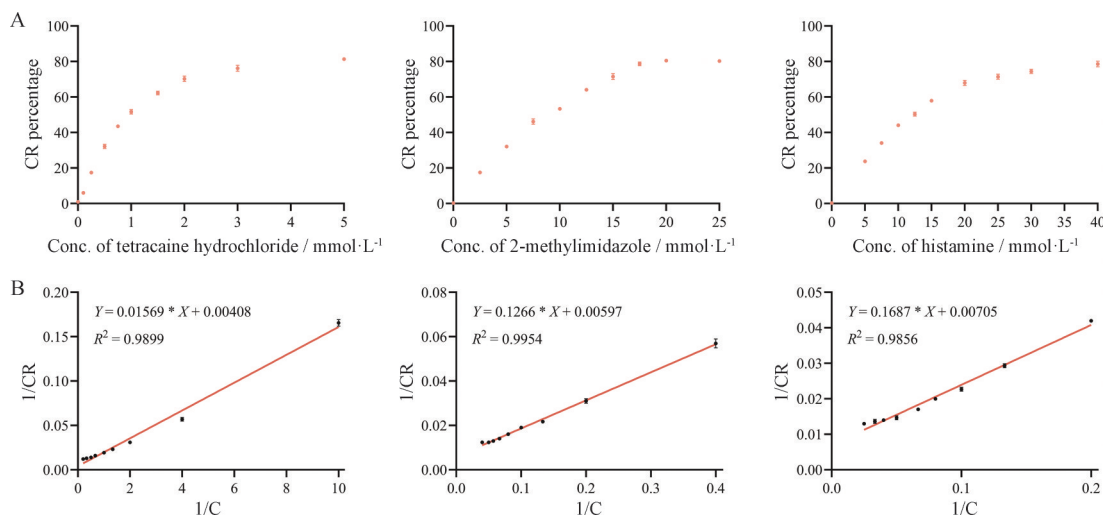 A
CR percentage
100
80
60
40
20
0
0 1 2 3 4 5
Conc. of tetracaine hydrochloride / mmol·L⁻¹
CR percentage
100
80
60
40
20
0
0 5 10 15 20 25
Conc. of 2-methylimidazole / mmol·L⁻¹
CR percentage
100
80
60
40
20
0
0 5 10 15 20 25 30 35 40
Conc. of histamine / mmol·L⁻¹
B
1/CR
0.20
0.15
0.10
0.05
0.00
Y = 0.01569 * X + 0.00408
R² = 0.9899
0 2 4 6 8 10
1/C
1/CR
0.08
0.06
0.04
0.02
0.00
Y = 0.1266 * X + 0.00597
R² = 0.9954
0.0 0.1 0.2 0.3 0.4
1/C
1/CR
0.05
0.04
0.03
0.02
0.01
0.00
Y = 0.1687 * X + 0.00705
R² = 0.9856
0.0 0.1 0.2
1/C